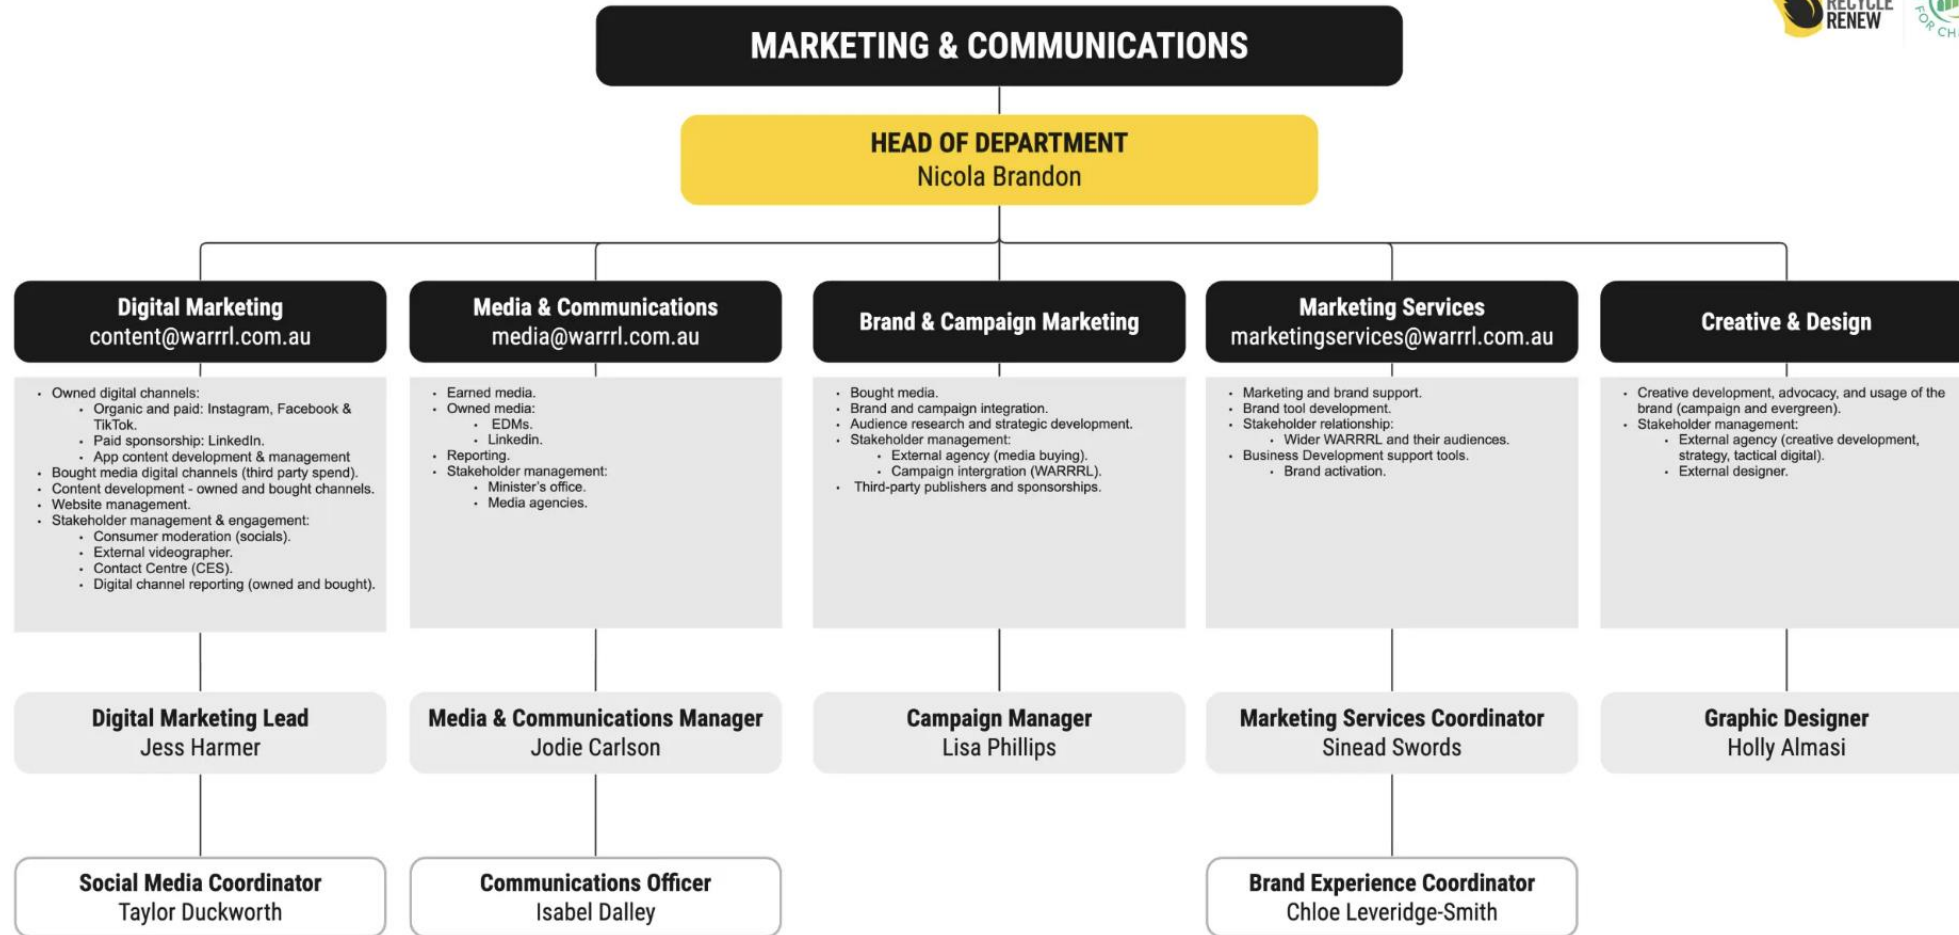 RECYCLE
RENEW
FOR CH
MARKETING & COMMUNICATIONS
HEAD OF DEPARTMENT
Nicola Brandon
Digital Marketing
content@warrrl.com.au
• Owned digital channels:
• Organic and paid: Instagram, Facebook &
TikTok.
• Paid sponsorship: LinkedIn.
• App content development & management
• Bought media digital channels (third party spend).
• Content development - owned and bought channels.
• Website management.
• Stakeholder management & engagement:
• Consumer moderation (socials).
• External videographer.
• Contact Centre (CES).
• Digital channel reporting (owned and bought).
Digital Marketing Lead
Jess Harmer
Social Media Coordinator
Taylor Duckworth
Media & Communications
media@warrrl.com.au
• Earned media.
• Owned media:
• EDMs.
• Linkedin.
• Reporting.
• Stakeholder management:
• Minister's office.
• Media agencies.
Media & Communications Manager
Jodie Carlson
Communications Officer
Isabel Dalley
Brand & Campaign Marketing
• Bought media.
• Brand and campaign integration.
• Audience research and strategic development.
• Stakeholder management:
• External agency (media buying).
• Campaign intergration (WARRRL).
• Third-party publishers and sponsorships.
Campaign Manager
Lisa Phillips
Marketing Services
marketingservices@warrrl.com.au
• Marketing and brand support.
• Brand tool development.
• Stakeholder relationship:
• Wider WARRRL and their audiences.
• Business Development support tools.
• Brand activation.
Marketing Services Coordinator
Sinead Swords
Brand Experience Coordinator
Chloe Leveridge-Smith
Creative & Design
• Creative development, advocacy, and usage of the
brand (campaign and evergreen).
• Stakeholder management:
• External agency (creative development,
strategy, tactical digital).
• External designer.
Graphic Designer
Holly Almasi